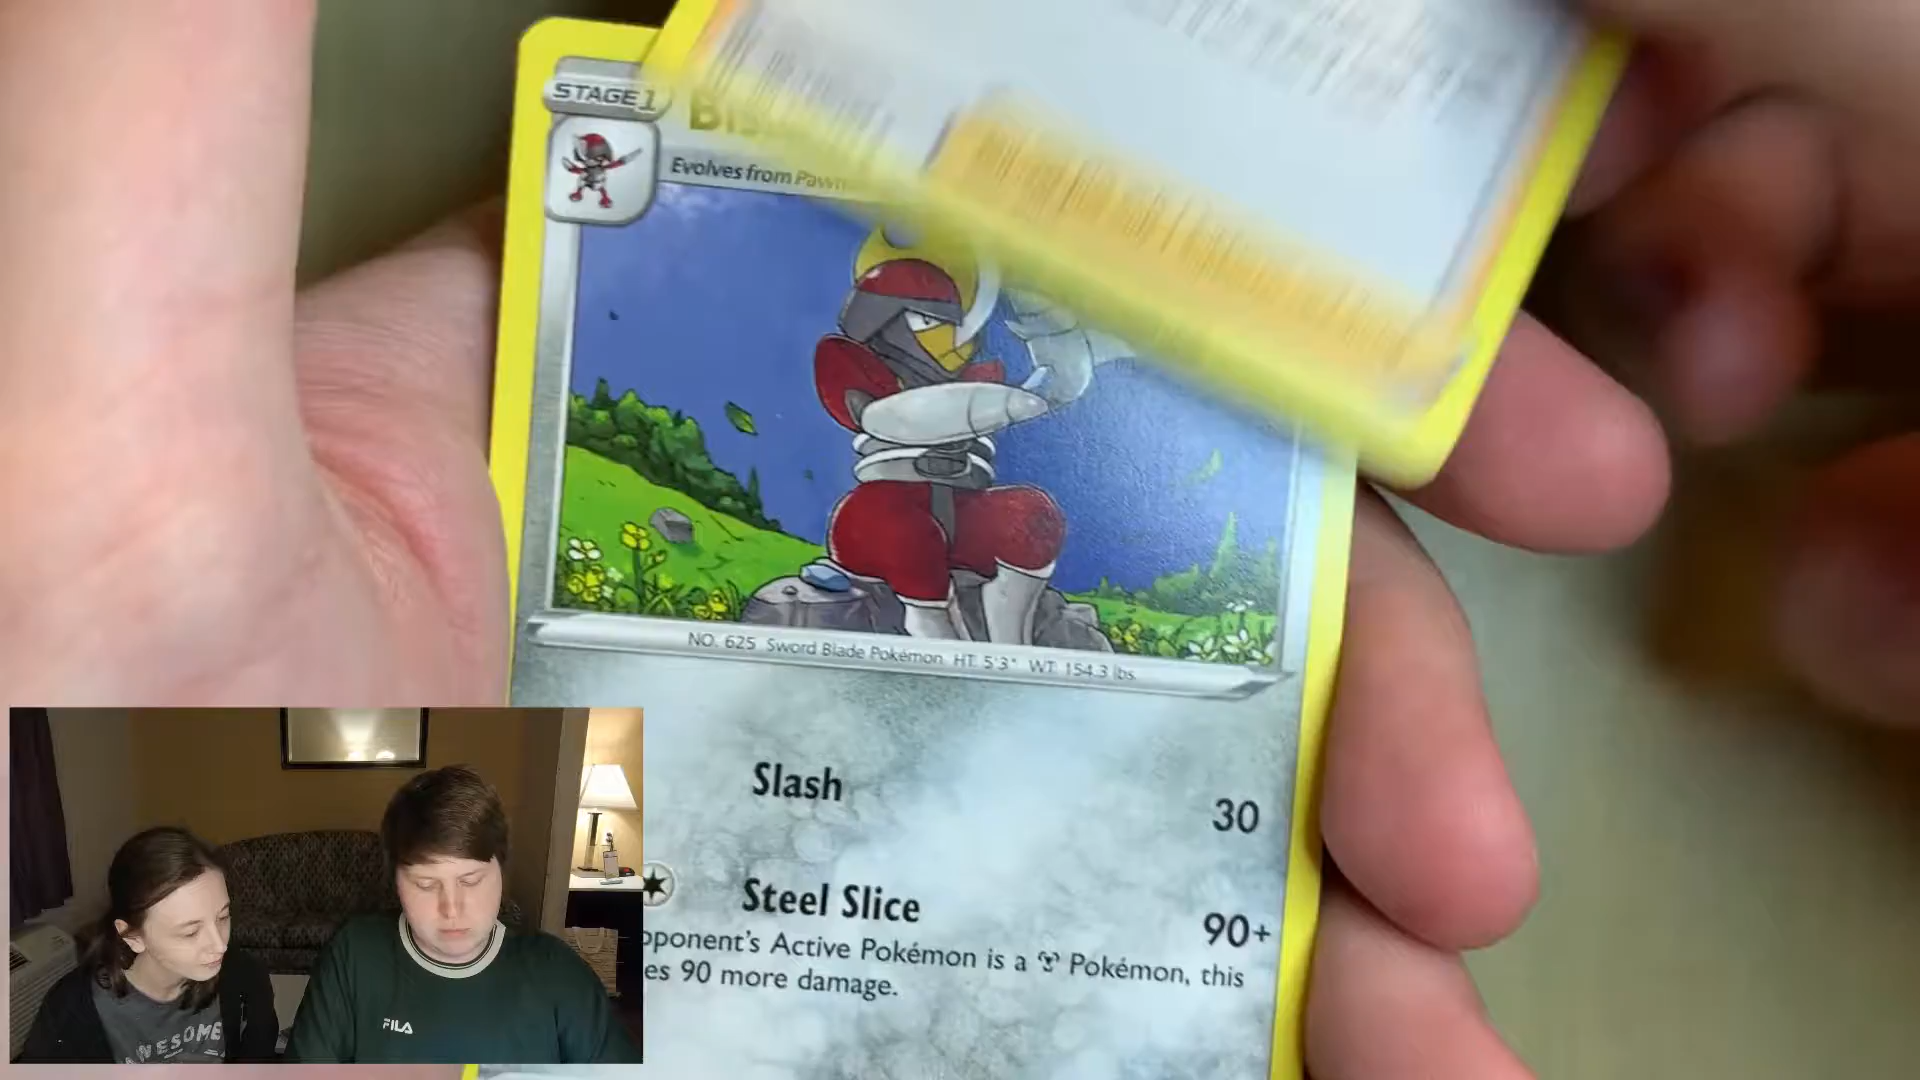 STAGE 1
Evolves from
NO. 625 Sword Blade Pokémon HT: 5'3" WT: 154.3 lbs.
Slash 30
Steel Slice 90+
opponent's Active Pokémon is a Pokémon, this
es 90 more damage.
FILA
AWESOME